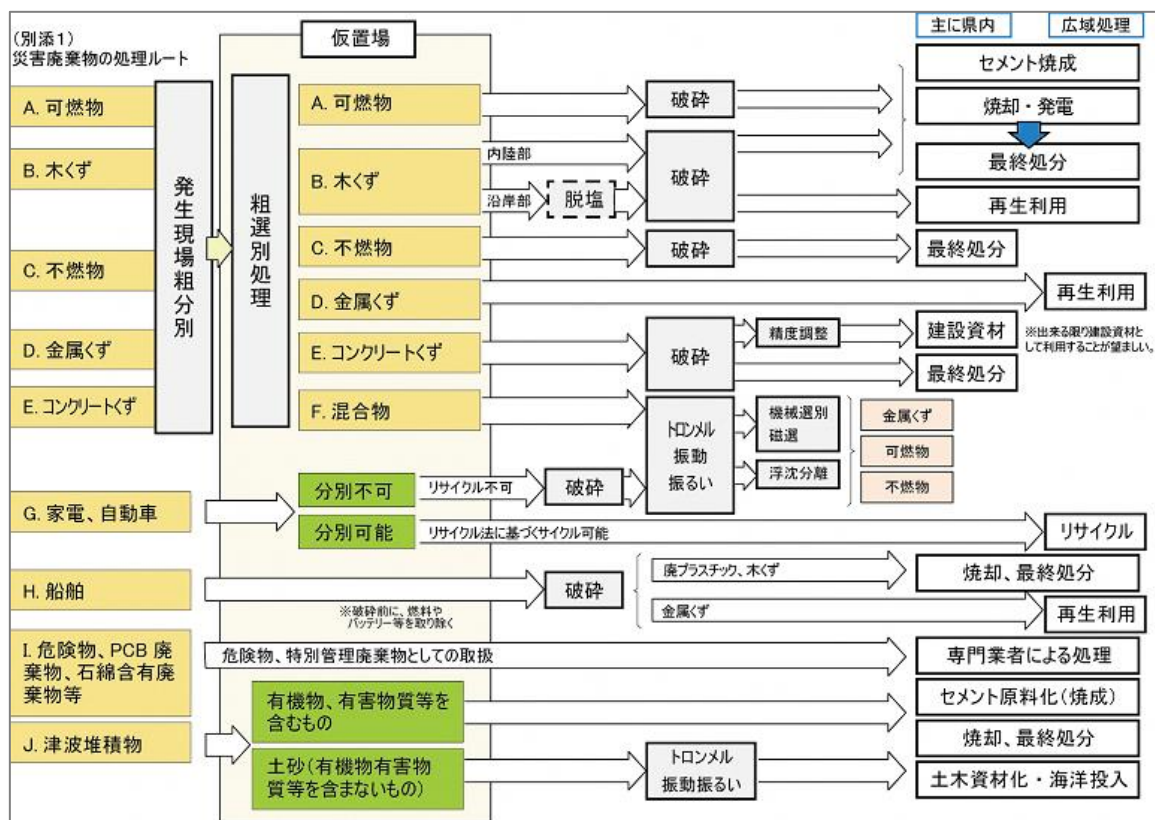 (別添1)
災害廃棄物の処理ルート
仮置場
主に県内
広域処理
A. 可燃物
B. 木くず
C. 不燃物
D. 金属くず
E. コンクリートくず
発生現場粗分別
粗選別処理
A. 可燃物
破砕
セメント焼成
焼却・発電
最終処分
B. 木くず
内陸部
沿岸部
脱塩
破砕
再生利用
C. 不燃物
破砕
最終処分
D. 金属くず
再生利用
E. コンクリートくず
破砕
精度調整
建設資材
※出来る限り建設資材と
して利用することが望ましい。
最終処分
F. 混合物
トロンメル
振動
振るい
機械選別
磁選
浮沈分離
金属くず
可燃物
不燃物
G. 家電、自動車
分別不可
リサイクル不可
破砕
分別可能
リサイクル法に基づくサイクル可能
リサイクル
H. 船舶
※破砕前に、燃料や
バッテリー等を取り除く
破砕
廃プラスチック、木くず
焼却、最終処分
金属くず
再生利用
I. 危険物、PCB 廃
棄物、石綿含有廃
棄物等
危険物、特別管理廃棄物としての取扱
専門業者による処理
J. 津波堆積物
有機物、有害物質等を
含むもの
セメント原料化(焼成)
焼却、最終処分
土砂(有機物有害物
質等を含まないもの)
トロンメル
振動振るい
土木資材化・海洋投入